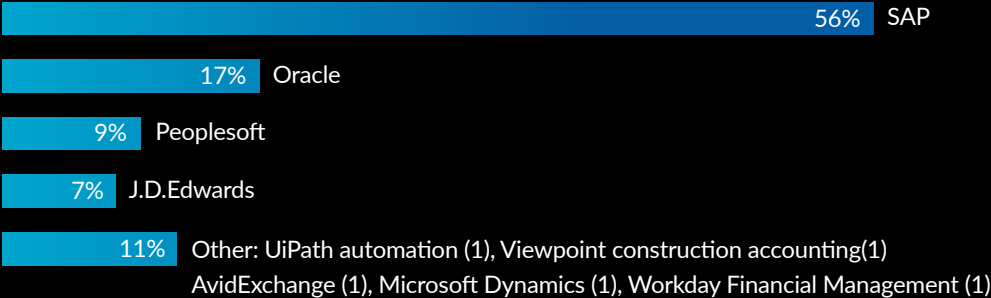 56% SAP
17% Oracle
9% Peoplesoft
7% J.D.Edwards
11% Other: UiPath automation (1), Viewpoint construction accounting(1)
AvidExchange (1), Microsoft Dynamics (1), Workday Financial Management (1)